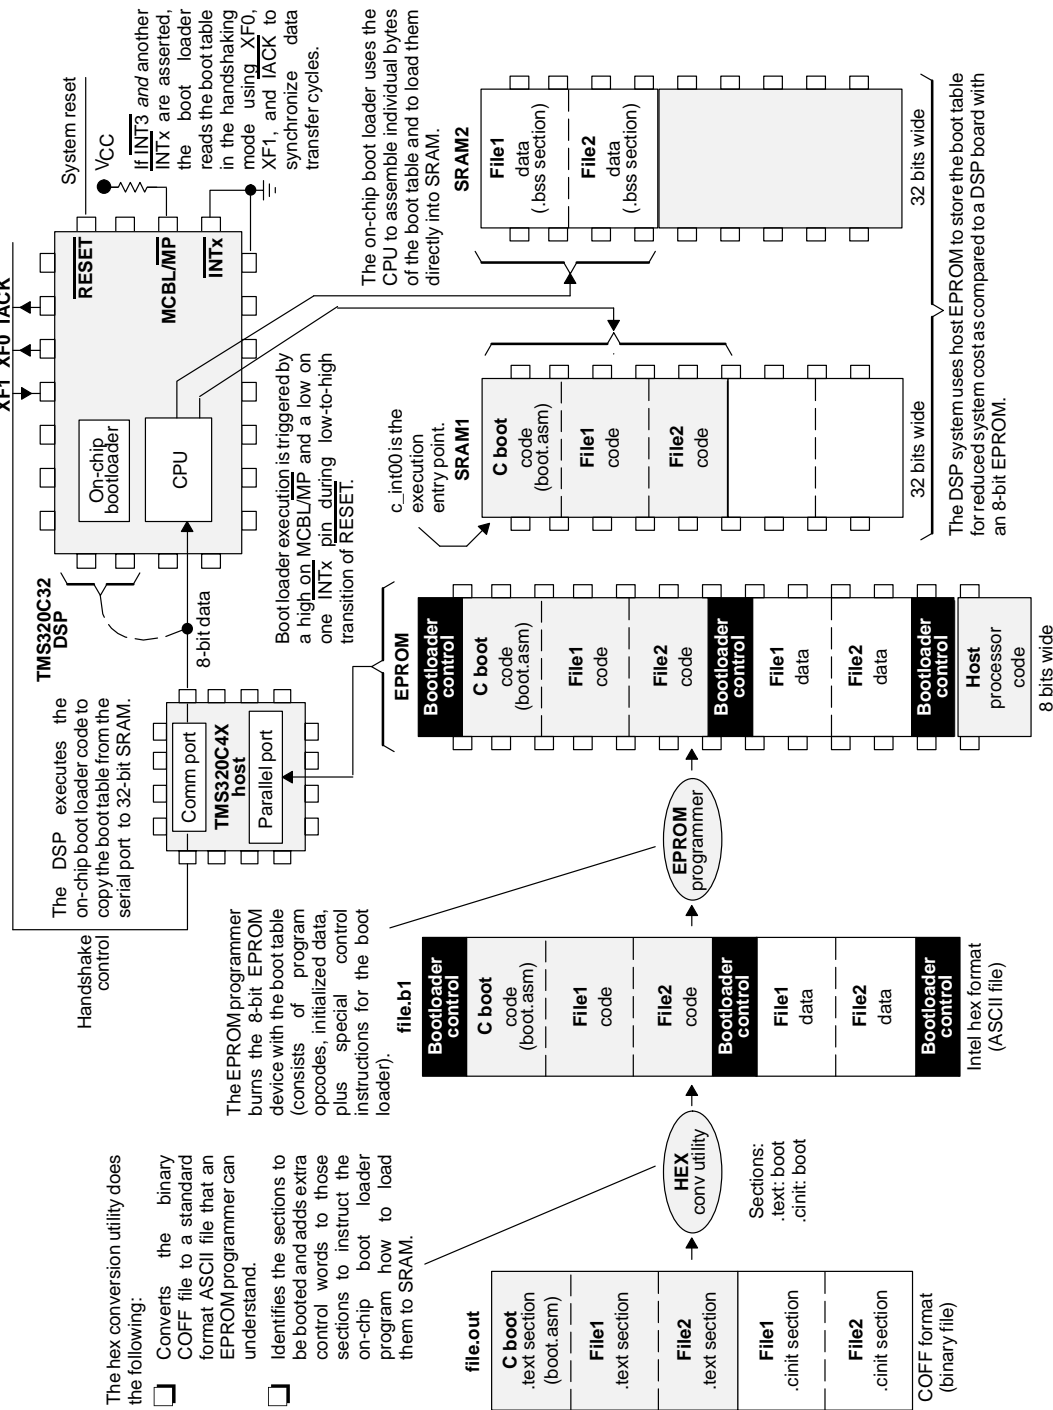 The hex conversion utility does
the following:
Converts the binary
COFF file to a standard
format ASCII file that an
EPROM programmer can
understand.
Identifies the sections to
be booted and adds extra
control words to those
sections to instruct the
on-chip boot loader
program how to load
them to SRAM.
file.out
C boot
.text section
(boot.asm)
File1
.text section
File2
.text section
File1
.cinit section
File2
.cinit section
COFF format
(binary file)
HEX
conv utility
Sections:
.text: boot
.cinit: boot
The EPROM programmer
burns the 8-bit EPROM
device with the boot table
(consists of program
opcodes, initialized data,
plus special control
instructions for the boot
loader).
file.b1
Bootloader
control
C boot
code
(boot.asm)
File1
code
File2
code
Bootloader
control
File1
data
File2
data
Bootloader
control
Intel hex format
(ASCII file)
EPROM
programmer
Handshake
control
The DSP executes the
on-chip boot loader code to
copy the boot table from the
serial port to 32-bit SRAM.
Comm port
TMS320C4X
host
Parallel port
8-bit data
EPROM
Bootloader
control
C boot
code
(boot.asm)
File1
code
File2
code
Bootloader
control
File1
data
File2
data
Bootloader
control
Host
processor
code
8 bits wide
TMS320C32
DSP
On-chip
bootloader
CPU
XF1 XF0 IACK
RESET
MCBL/MP
INTx
System reset
VCC
If INT3 and another
INTx are asserted,
the boot loader
reads the boot table
in the handshaking
mode using XF0,
XF1, and IACK to
synchronize data
transfer cycles.
Boot loader execution is triggered by
a high on MCBL/MP and a low on
one INTx pin during low-to-high
transition of RESET.
c_int00 is the
execution
entry point.
SRAM1
C boot
code
(boot.asm)
File1
code
File2
code
32 bits wide
The on-chip boot loader uses the
CPU to assemble individual bytes
of the boot table and to load them
directly into SRAM.
SRAM2
File1
data
(.bss section)
File2
data
(.bss section)
32 bits wide
The DSP system uses host EPROM to store the boot table
for reduced system cost as compared to a DSP board with
an 8-bit EPROM.